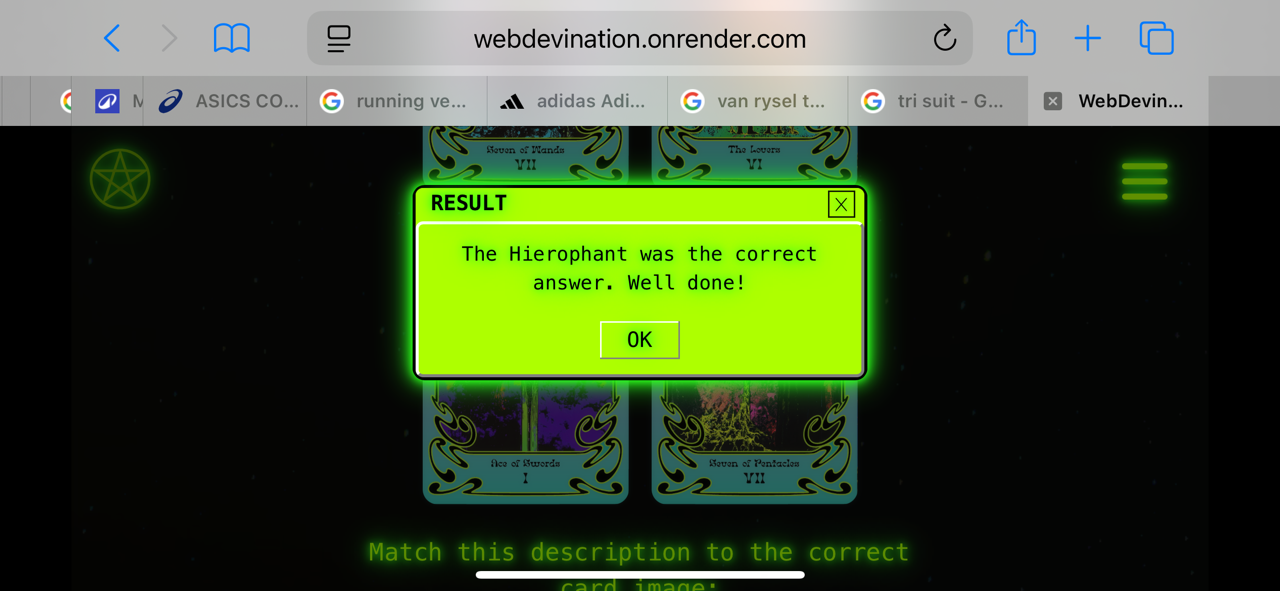 webdevination.onrender.com
M
ASICS CO...
running ve...
adidas Adi...
van rysel t...
tri suit - G...
WebDevin...
Seven of Wands
VII
The Lovers
VI
RESULT
X
The Hierophant was the correct
answer. Well done!
OK
Ace of Swords
I
Seven of Pentacles
VII
Match this description to the correct
card image: